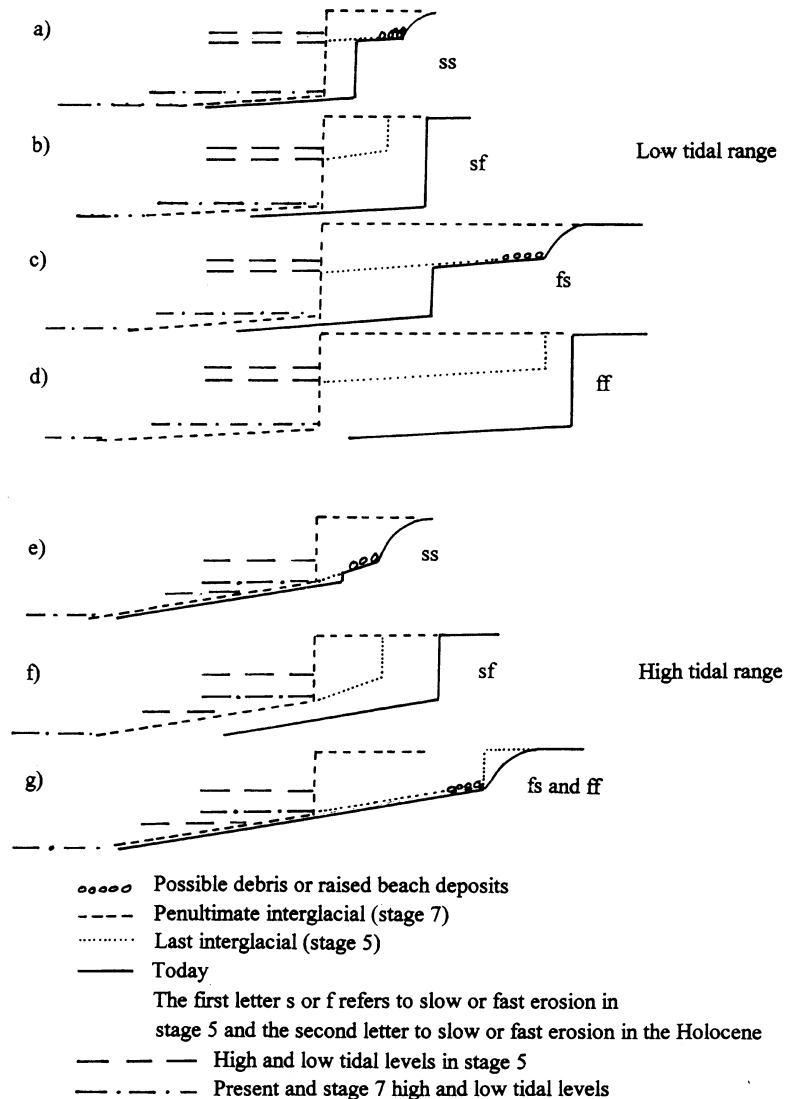 a)
ss
b)
sf
Low tidal range
c)
fs
d)
ff
e)
ss
f)
sf
High tidal range
g)
fs and ff
Possible debris or raised beach deposits
Penultimate interglacial (stage 7)
Last interglacial (stage 5)
Today
The first letter s or f refers to slow or fast erosion in
stage 5 and the second letter to slow or fast erosion in the Holocene
High and low tidal levels in stage 5
Present and stage 7 high and low tidal levels